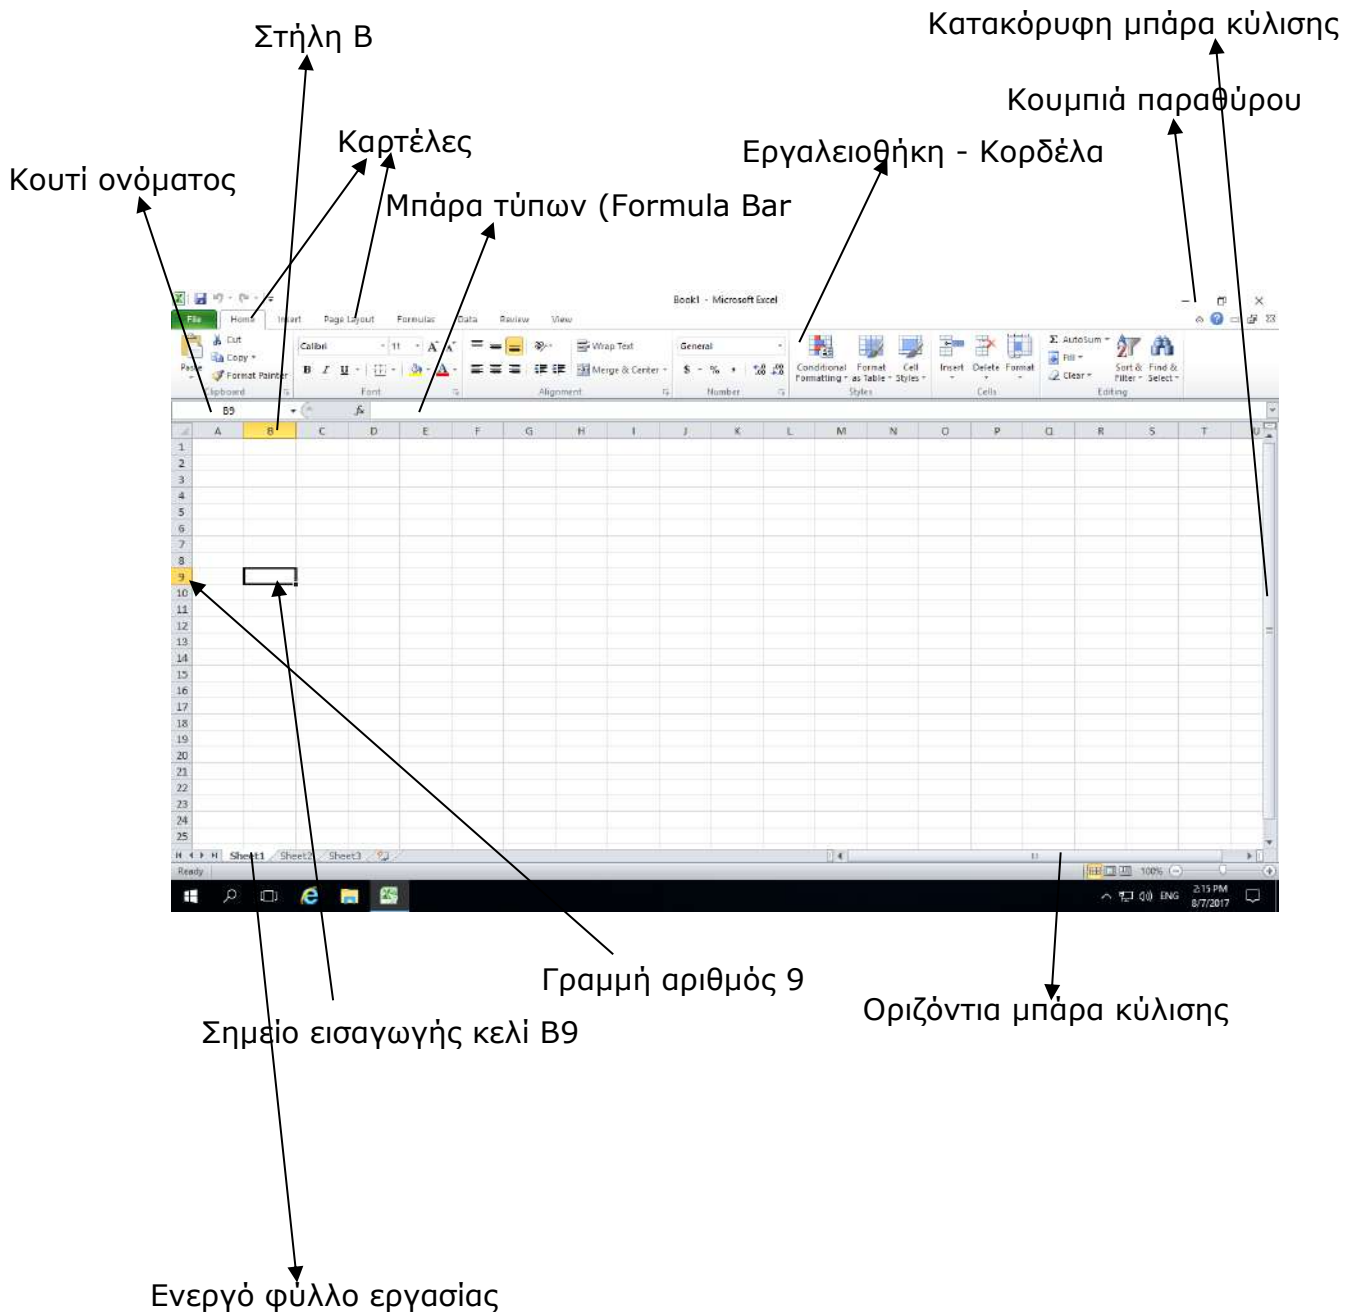 Κατακόρυφη μπάρα κύλισης
Στήλη Β
Κουμπιά παραθύρου
Καρτέλες
Εργαλειοθήκη - Κορδέλα
Κουτί ονόματος
Μπάρα τύπων (Formula Bar
Book1 - Microsoft Excel
File Home Insert Page Layout Formulas Data Review View
Cut
Calibri 11 Wrap Text General AutoSum
Copy Fill
Paste Format Painter B I U Merge & Center $ % , Conditional Formatting Format as Table Cell Styles Insert Delete Format Clear Sort & Filter Find & Select
Clipboard Font Alignment Number Styles Cells Editing
B9 fx
A B C D E F G H I J K L M N O P Q R S T U
1
2
3
4
5
6
7
8
9
10
11
12
13
14
15
16
17
18
19
20
21
22
23
24
25
Sheet1 Sheet2 Sheet3
Ready 100%
ENG 2:15 PM
8/7/2017
Γραμμή αριθμός 9
Οριζόντια μπάρα κύλισης
Σημείο εισαγωγής κελί Β9
Ενεργό φύλλο εργασίας